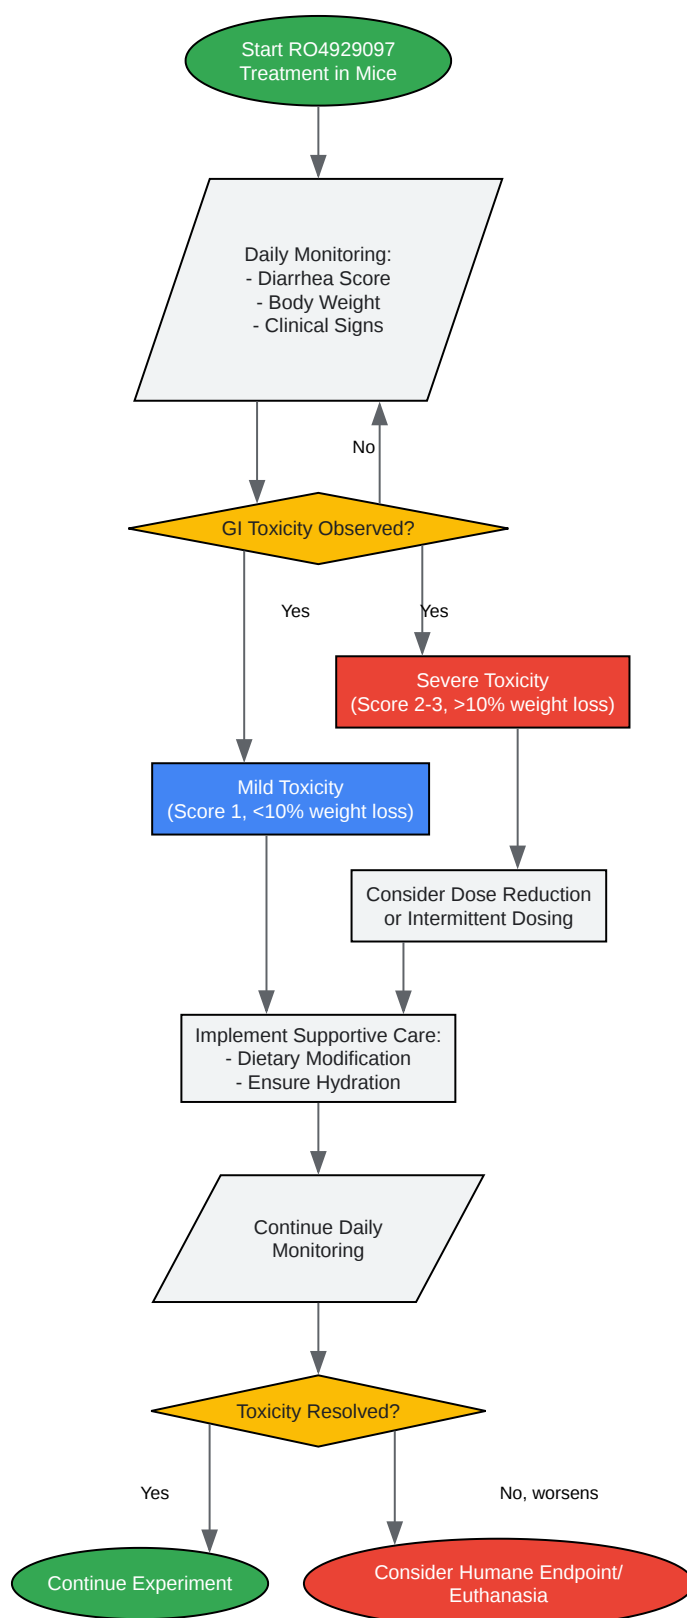 Start RO4929097
Treatment in Mice
Daily Monitoring:
- Diarrhea Score
- Body Weight
- Clinical Signs
No
GI Toxicity Observed?
Yes
Yes
Severe Toxicity
(Score 2-3, >10% weight loss)
Mild Toxicity
(Score 1, <10% weight loss)
Consider Dose Reduction
or Intermittent Dosing
Implement Supportive Care:
- Dietary Modification
- Ensure Hydration
Continue Daily
Monitoring
Toxicity Resolved?
Yes
No, worsens
Continue Experiment
Consider Humane Endpoint/
Euthanasia